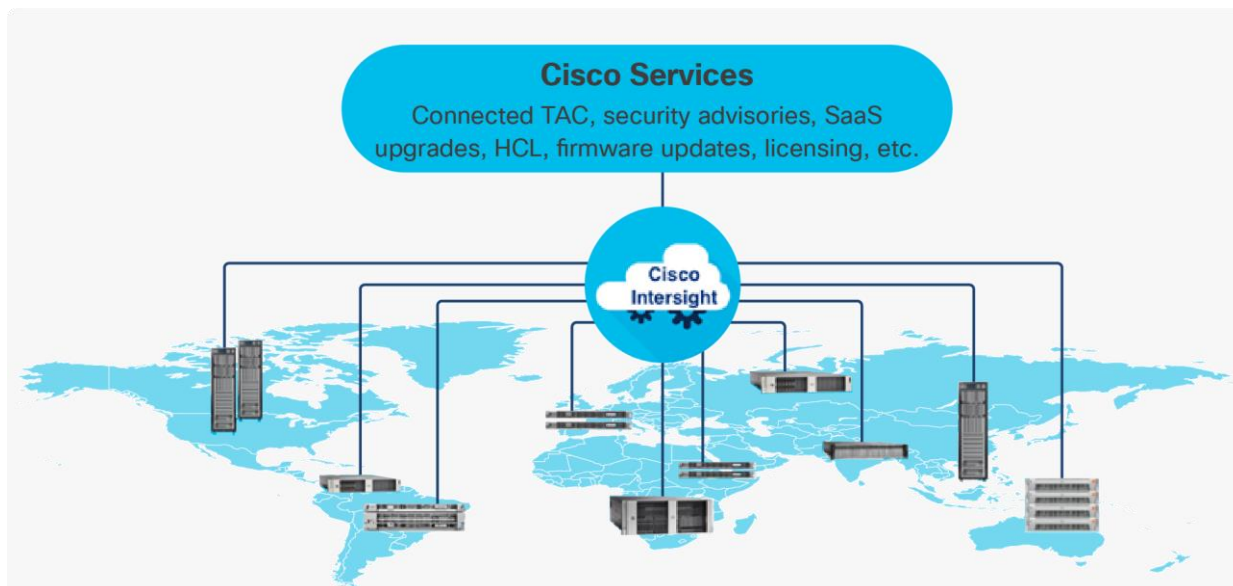 Cisco Services
Connected TAC, security advisories, SaaS
upgrades, HCL, firmware updates, licensing, etc.
Cisco
Intersight